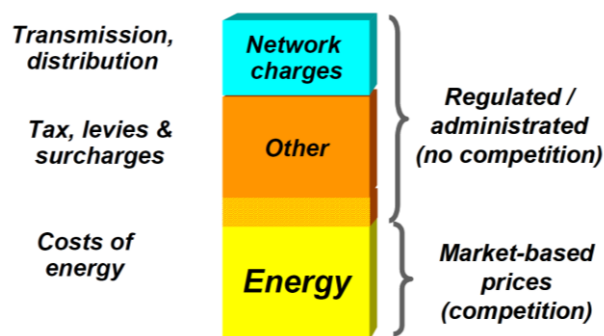 Transmission,
distribution
Network
charges
Regulated /
administrated
(no competition)
Tax, levies &
surcharges
Other
Costs of
energy
Energy
Market-based
prices
(competition)